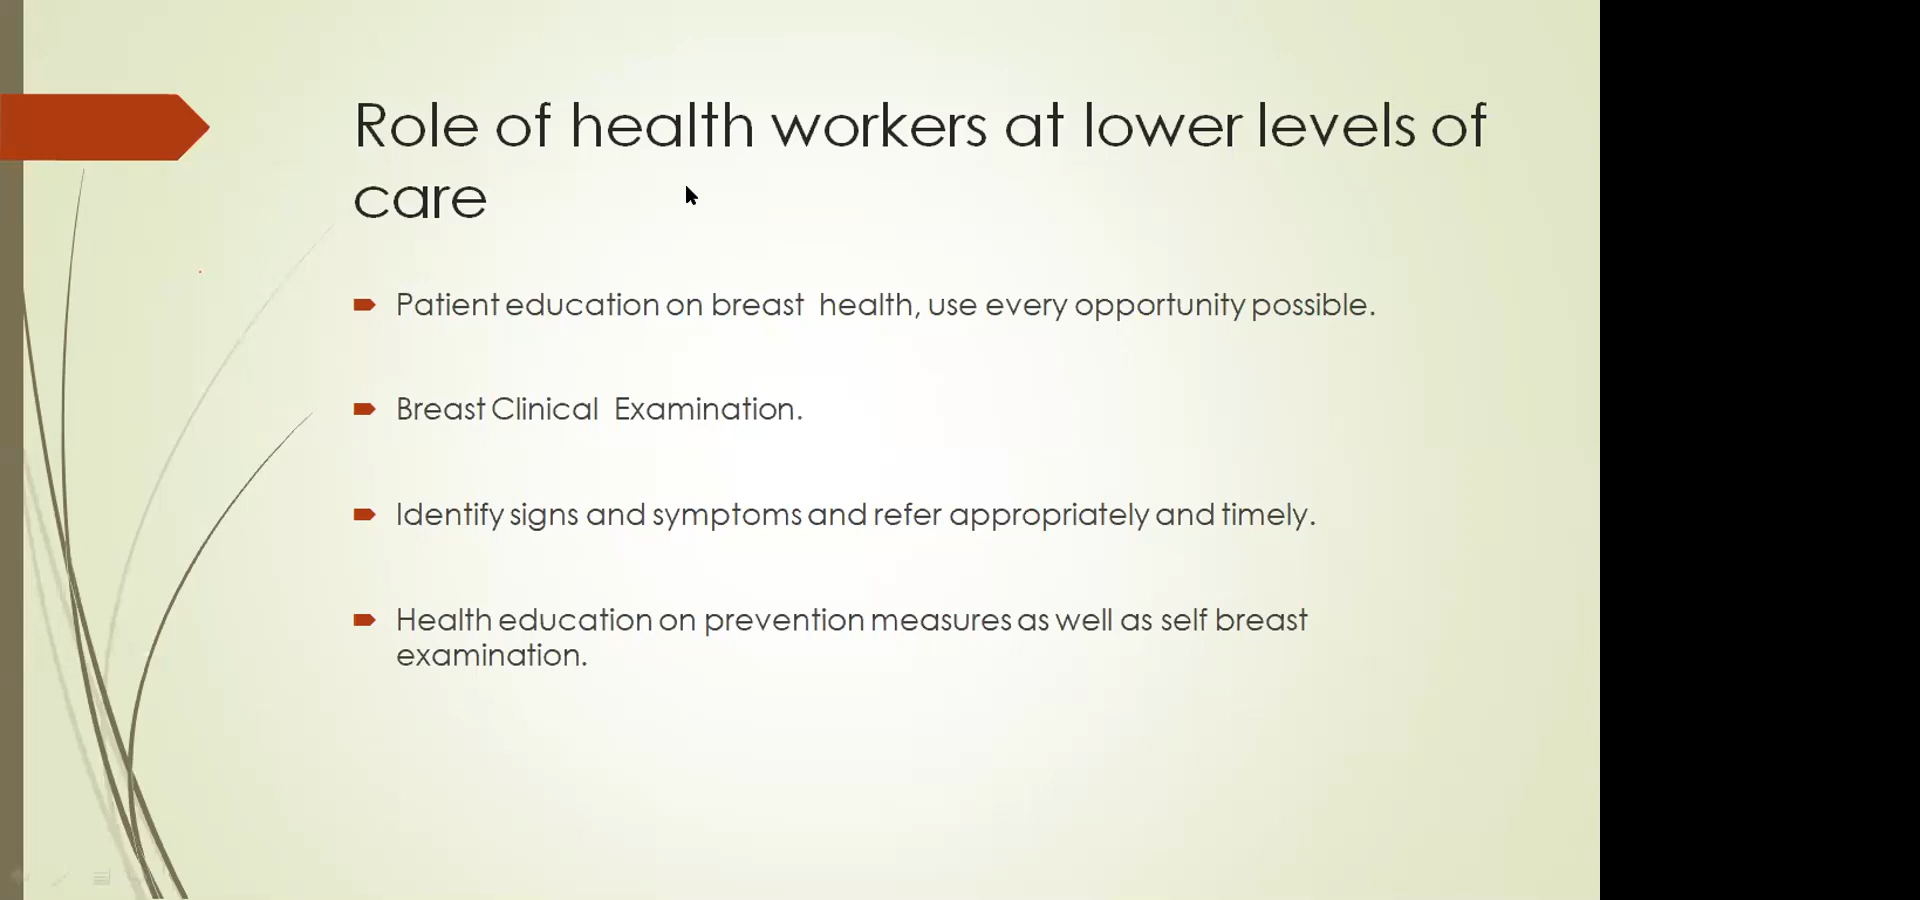 Role of health workers at lower levels of
care
Patient education on breast  health, use every opportunity possible.
Breast Clinical  Examination.
Identify signs and symptoms and refer appropriately and timely.
Health education on prevention measures as well as self breast
examination.